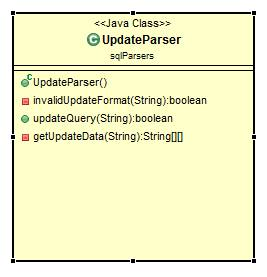 <<Java Class>>
UpdateParser
sqlParsers
UpdateParser()
invalidUpdateFormat(String):boolean
updateQuery(String):boolean
getUpdateData(String):String[][]